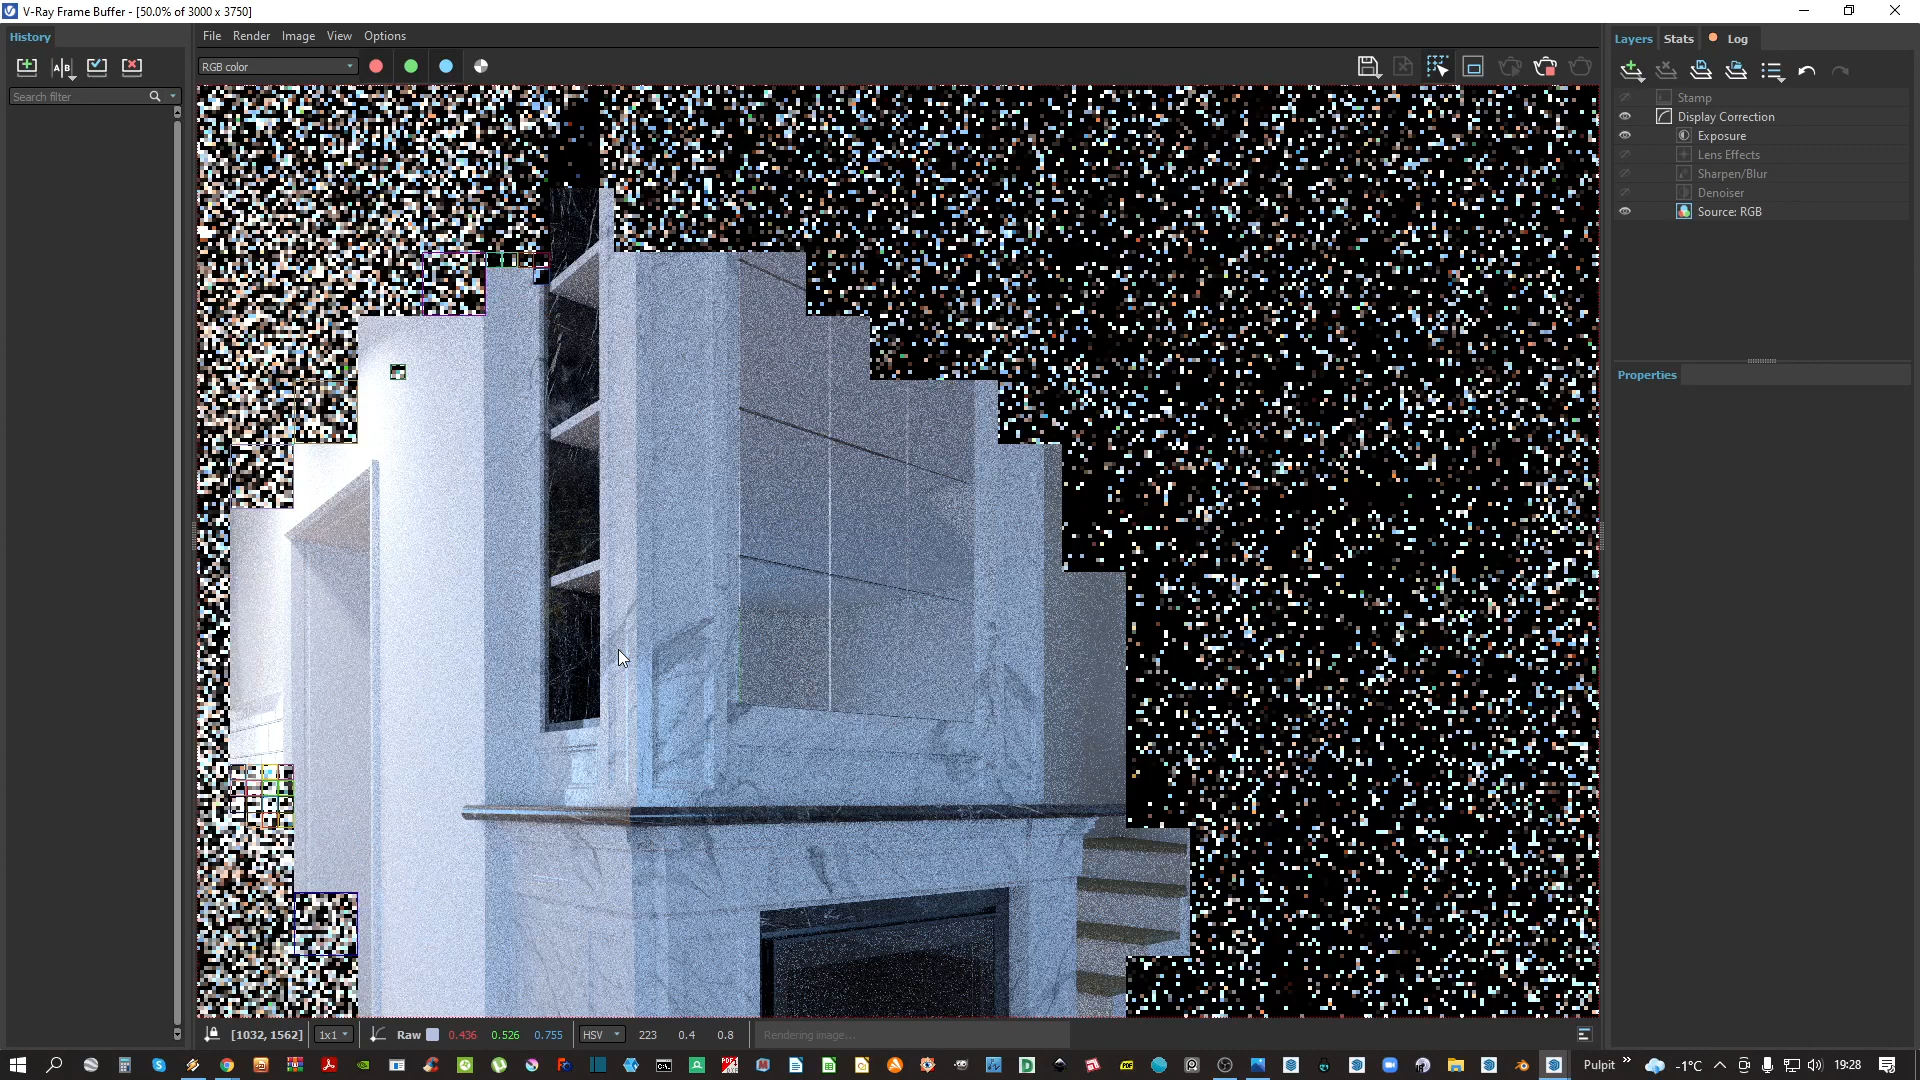 V-Ray Frame Buffer - [50.0% of 3000 x 3750]
History
File Render Image View Options
Layers Stats Log
RGB color
Search filter
Stamp
Display Correction
Exposure
Lens Effects
Sharpen/Blur
Denoiser
Source: RGB
Properties
[1032, 1562] 1x1 Raw 0.436 0.526 0.755 HSV 223 0.4 0.8 Rendering image...
Pulpit » -1°C 19:28